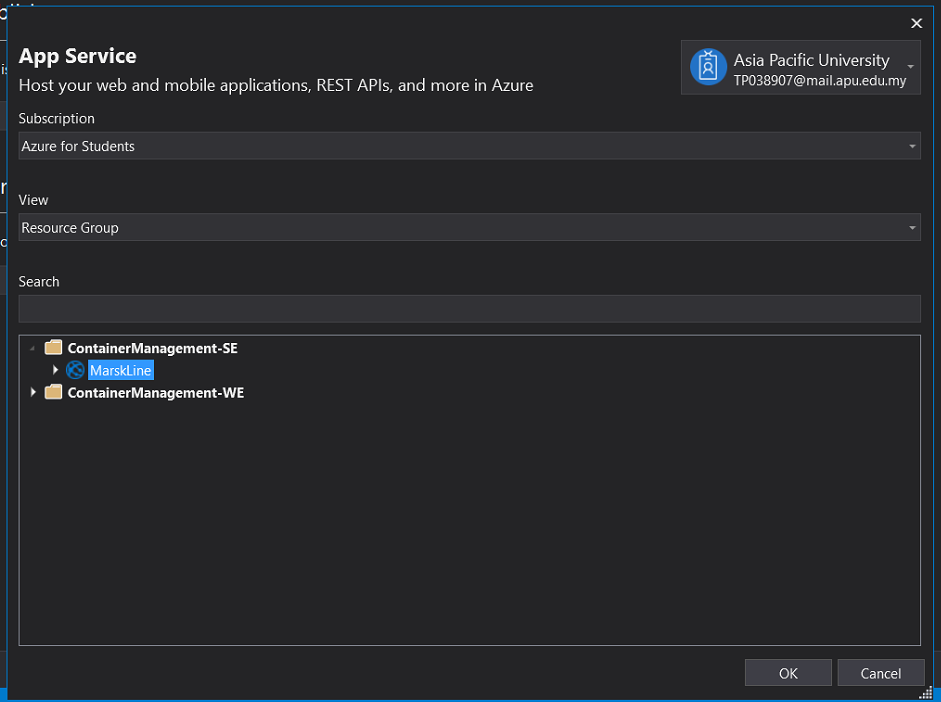 App Service
Host your web and mobile applications, REST APIs, and more in Azure
Asia Pacific University
TP038907@mail.apu.edu.my
Subscription
Azure for Students
View
Resource Group
Search
ContainerManagement-SE
MarskLine
ContainerManagement-WE
OK
Cancel